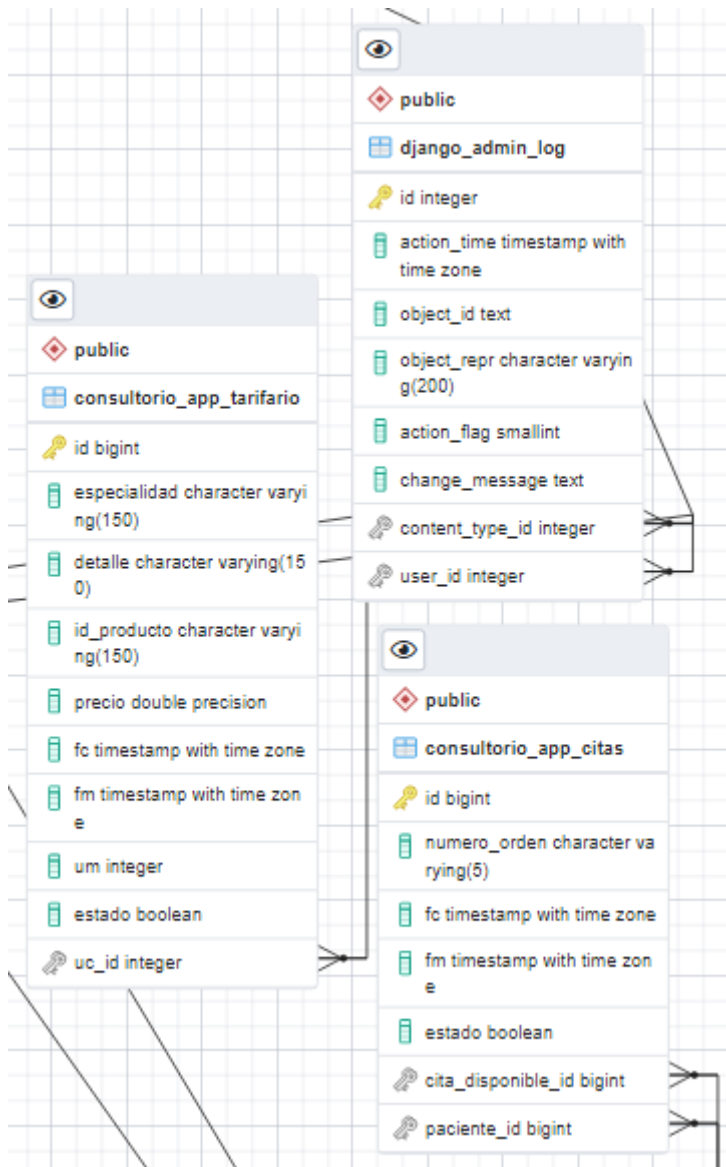 public
django_admin_log
id integer
action_time timestamp with
time zone
object_id text
object_repr character varyin
g(200)
action_flag smallint
change_message text
content_type_id integer
user_id integer
public
consultorio_app_tarifario
id bigint
especialidad character varyi
ng(150)
detalle character varying(15
0)
id_producto character varyi
ng(150)
precio double precision
fc timestamp with time zone
fm timestamp with time zon
e
um integer
estado boolean
uc_id integer
public
consultorio_app_citas
id bigint
numero_orden character va
rying(5)
fc timestamp with time zone
fm timestamp with time zon
e
estado boolean
cita_disponible_id bigint
paciente_id bigint